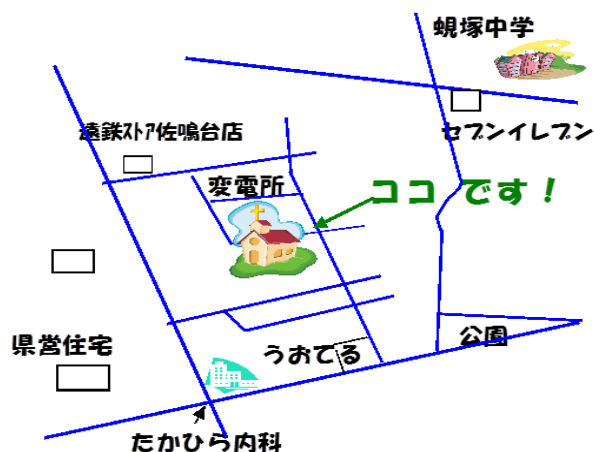 蜆塚中学
遠鉄ストア佐鳴台店
セブンイレブン
変電所
ココ です！
県営住宅
うおてる
公園
たかひら内科